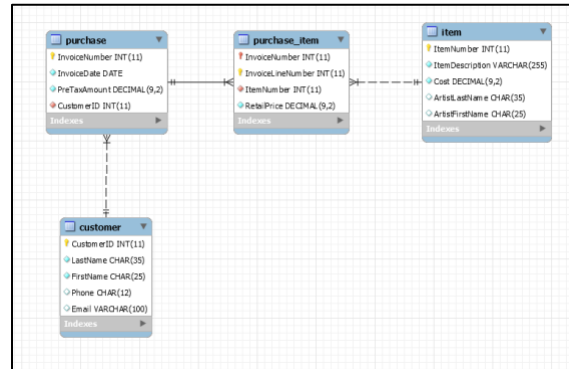 purchase
InvoiceNumber INT(11)
InvoiceDate DATE
PreTaxAmount DECIMAL(9,2)
CustomerID INT(11)
Indexes
purchase_item
InvoiceNumber INT(11)
InvoiceLineNumber INT(11)
ItemNumber INT(11)
RetailPrice DECIMAL(9,2)
Indexes
item
ItemNumber INT(11)
ItemDescription VARCHAR(255)
Cost DECIMAL(9,2)
ArtistLastName CHAR(35)
ArtistFirstName CHAR(25)
Indexes
customer
CustomerID INT(11)
LastName CHAR(35)
FirstName CHAR(25)
Phone CHAR(12)
Email VARCHAR(100)
Indexes